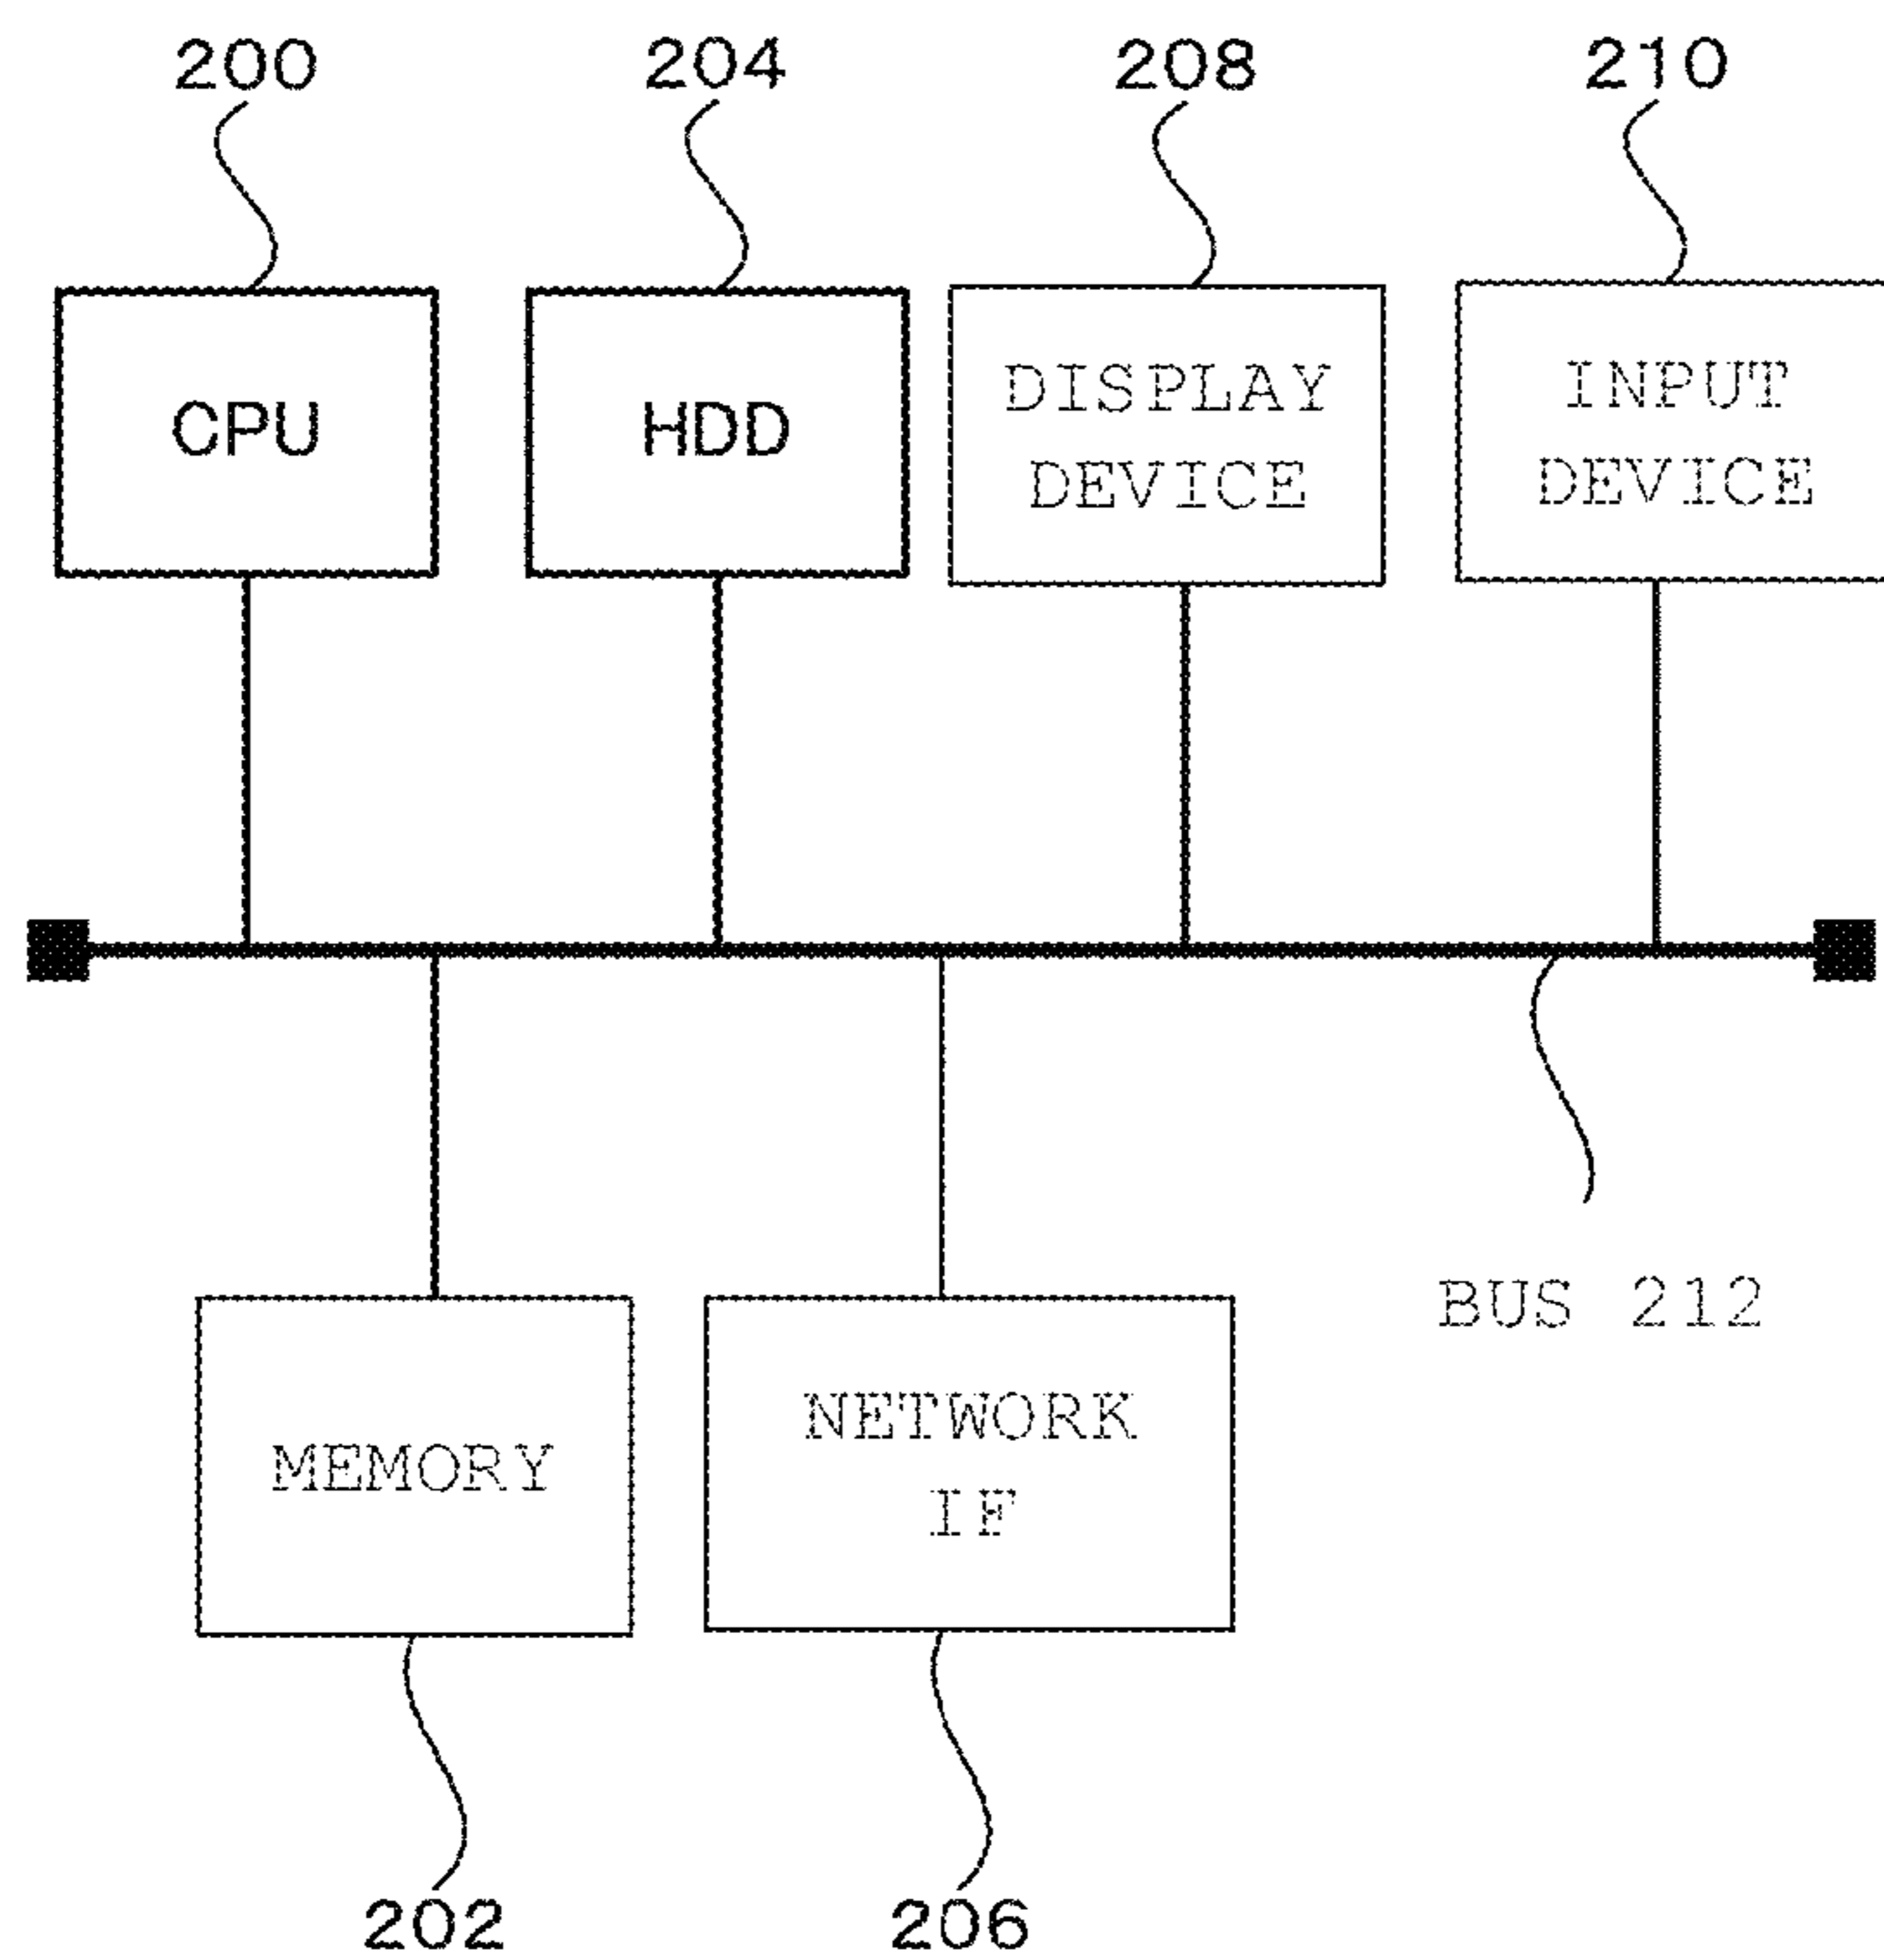 200
204
208
210
CPU
HDD
DISPLAY
DEVICE
INPUT
DEVICE
BUS 212
MEMORY
NETWORK
IF
202
206